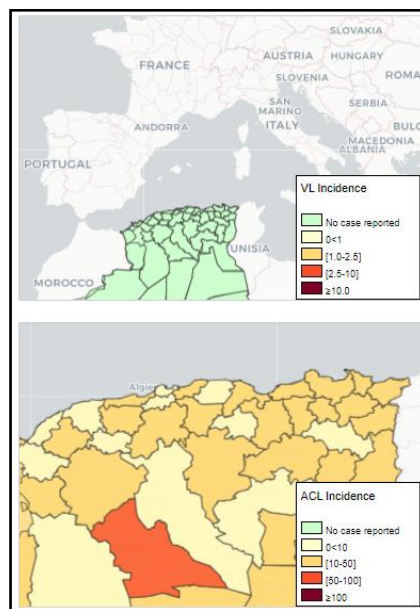 SLOVAKIA
AUSTRIA
HUNGARY
FRANCE
SLOVENIA
ROMA
SAN
MARINO
SERBIA
ITALY
BULG
ANDORRA
MACEDONIA
ALBANIA
PORTUGAL
VL Incidence
No case reported
0<1
[1.0-2.5]
[2.5-10]
≥10.0
TUNISIA
MOROCCO
Algie
ACL Incidence
No case reported
0<10
[10-50]
[50-100]
≥100